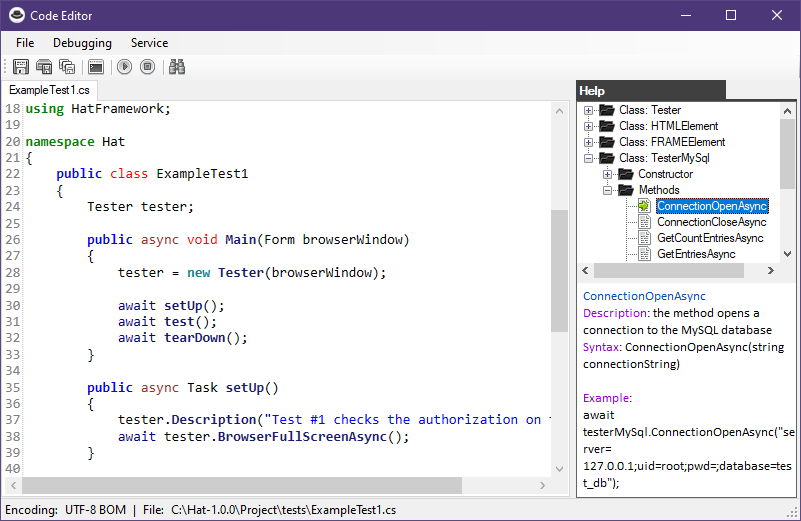 Code Editor
File Debugging Service
ExampleTest1.cs
18 using HatFramework;
19
20 namespace Hat
21 {
22 public class ExampleTest1
23 {
24 Tester tester;
25
26 public async void Main(Form browserWindow)
27 {
28 tester = new Tester(browserWindow);
29
30 await setUp();
31 await test();
32 await tearDown();
33 }
34
35 public async Task setUp()
36 {
37 tester.Description("Test #1 checks the authorization on
38 await tester.BrowserFullScreenAsync();
39 }
40
Help
Class: Tester
Class: HTMLElement
Class: FRAMEElement
Class: TesterMySql
Constructor
Methods
ConnectionOpenAsync
ConnectionCloseAsync
GetCountEntriesAsync
GetEntriesAsync
ConnectionOpenAsync
Description: the method opens a
connection to the MySQL database
Syntax: ConnectionOpenAsync(string
connectionString)
Example:
await
testerMySql.ConnectionOpenAsync("se
rver=
127.0.0.1;uid=root;pwd=;database=tes
t_db");
Encoding: UTF-8 BOM | File: C:\Hat-1.0.0\Project\tests\ExampleTest1.cs